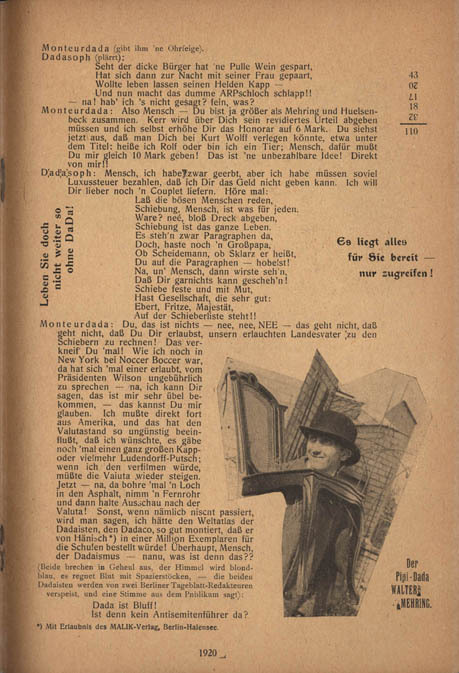 Monteurdada (gibt ihm 'ne Ohrfeige).
Dadasoph (plärrt):
Seht der dicke Bürger hat 'ne Pulle Wein gespart,
Hat sich dann zur Nacht mit seiner Frau gepaart,
Wollte leben lassen seinen Helden Kapp —
Und nun macht das dumme ARPschloch schlapp!!
— na! hab' ich 's nicht gesagt? fein, was?
Monteurdada: Also Mensch — Du bist ja größer als Mehring und Huelsen-
beck zusammen. Kerr wird über Dich sein revidiertes Urteil abgeben
müssen und ich selbst erhöhe Dir das Honorar auf 6 Mark. Du siehst
jetzt aus, daß man Dich bei Kurt Wolff verlegen könnte, etwa unter
dem Titel: heiße ich Rolf oder bin ich ein Tier; Mensch, dafür mußt
Du mir gleich 10 Mark geben! Das ist 'ne unbezahlbare Idee! Direkt
von mir!!
43
20
17
18
32
110
Dadasoph: Mensch, ich habe zwar geerbt, aber ich habe müssen soviel
Luxussteuer bezahlen, daß ich Dir das Geld nicht geben kann. Ich will
Dir lieber noch 'n Couplet liefern. Höre mal:
Laß die bösen Menschen reden,
Schiebung, Mensch, ist was für jeden.
Ware? nee, bloß Dreck abgeben,
Schiebung ist das ganze Leben.
Es steh'n zwar Paragraphen da,
Doch, haste noch 'n Großpapa,
Ob Scheidemann, ob Sklarz er heißt,
Du auf die Paragraphen — hobelst!
Na, un' Mensch, dann wirste seh'n,
Daß Dir garnichts kann gescheh'n!
Schiebe feste und mit Mut,
Hast Gesellschaft, die sehr gut:
Ebert, Fritze, Majestät,
Auf der Schieberliste steht!!
Leben Sie doch
nicht weiter so
ohne DaDa!
Es liegt alles
für Sie bereit —
nur zugreifen!
Monteurdada: Du, das ist nichts — nee, nee, NEE — das geht nicht, daß
geht nicht, daß Du Dir erlaubst, unsern erlauchten Landesvater zu den
Schiebern zu rechnen! Das ver-
kneif' Du 'mal! Wie ich noch in
New York bei Noccer Boccer war,
da hat sich 'mal einer erlaubt, vom
Präsidenten Wilson ungebührlich
zu sprechen — na, ich kann Dir
sagen, das ist mir sehr übel be-
kommen, — das kannst Du mir
glauben. Ich mußte direkt fort
aus Amerika, und das hat den
Valutastand so ungünstig beein-
flußt, daß ich wünschte, es gäbe
noch 'mal einen ganz großen Kapp-
oder vielmehr Ludendorff-Putsch;
wenn ich den verfilmen würde,
müßte die Valuta wieder steigen.
Jetzt — na, da bohre 'mal 'n Loch
in den Asphalt, nimm 'n Fernrohr
und dann halte Ausschau nach der
Valuta! Sonst, wenn nämlich nischt passiert,
wird man sagen, ich hätte den Weltatlas der
Dadaisten, den Dadaco, so gut montiert, daß er
von Hänisch*) in einer Million Exemplaren für
die Schulen bestellt würde! Überhaupt, Mensch,
der Dadaismus — nanu, was ist denn das??
(Beide brechen in Geheul aus, der Himmel wird blond-
blau, es regnet Blut mit Spazierstöcken, — die beiden
Dadaisten werden von zwei Berliner Tageblatt-Redakteuren
verspeist, und eine Stimme aus dem Publikum sagt):
Dada ist Bluff!
Ist denn kein Antisemitenführer da?
*) Mit Erlaubnis des MALIK-Verlag, Berlin-Halensee.
Der
Pipi-Dada
WALTER
MEHRING.
1920